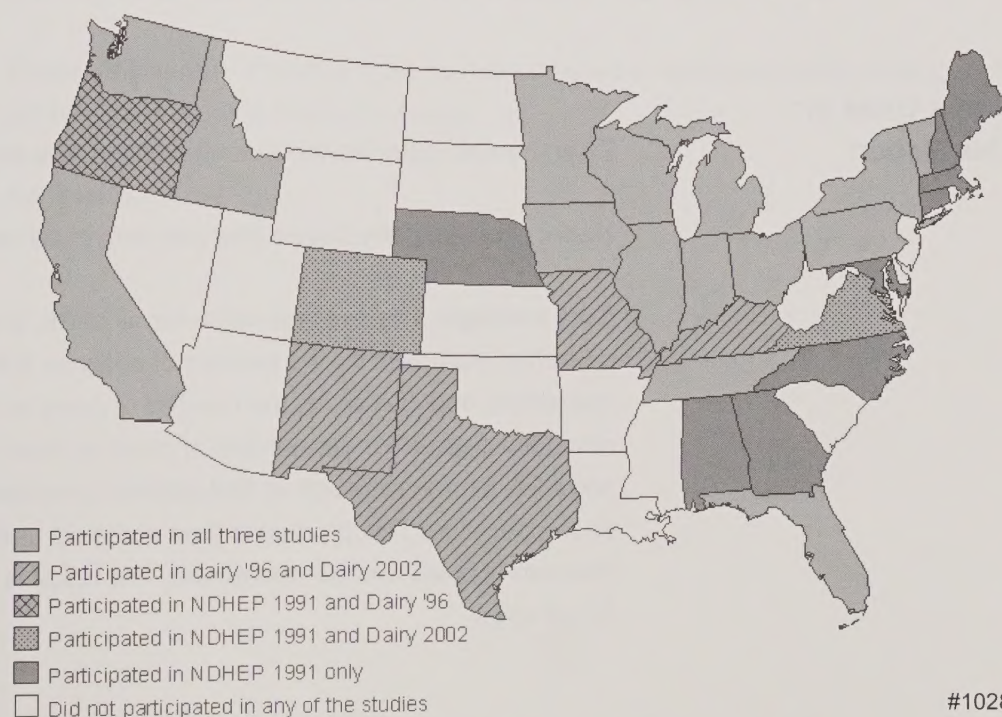 Participated in all three studies
Participated in dairy '96 and Dairy 2002
Participated in NDHEP 1991 and Dairy '96
Participated in NDHEP 1991 and Dairy 2002
Participated in NDHEP 1991 only
Did not participated in any of the studies
#1028